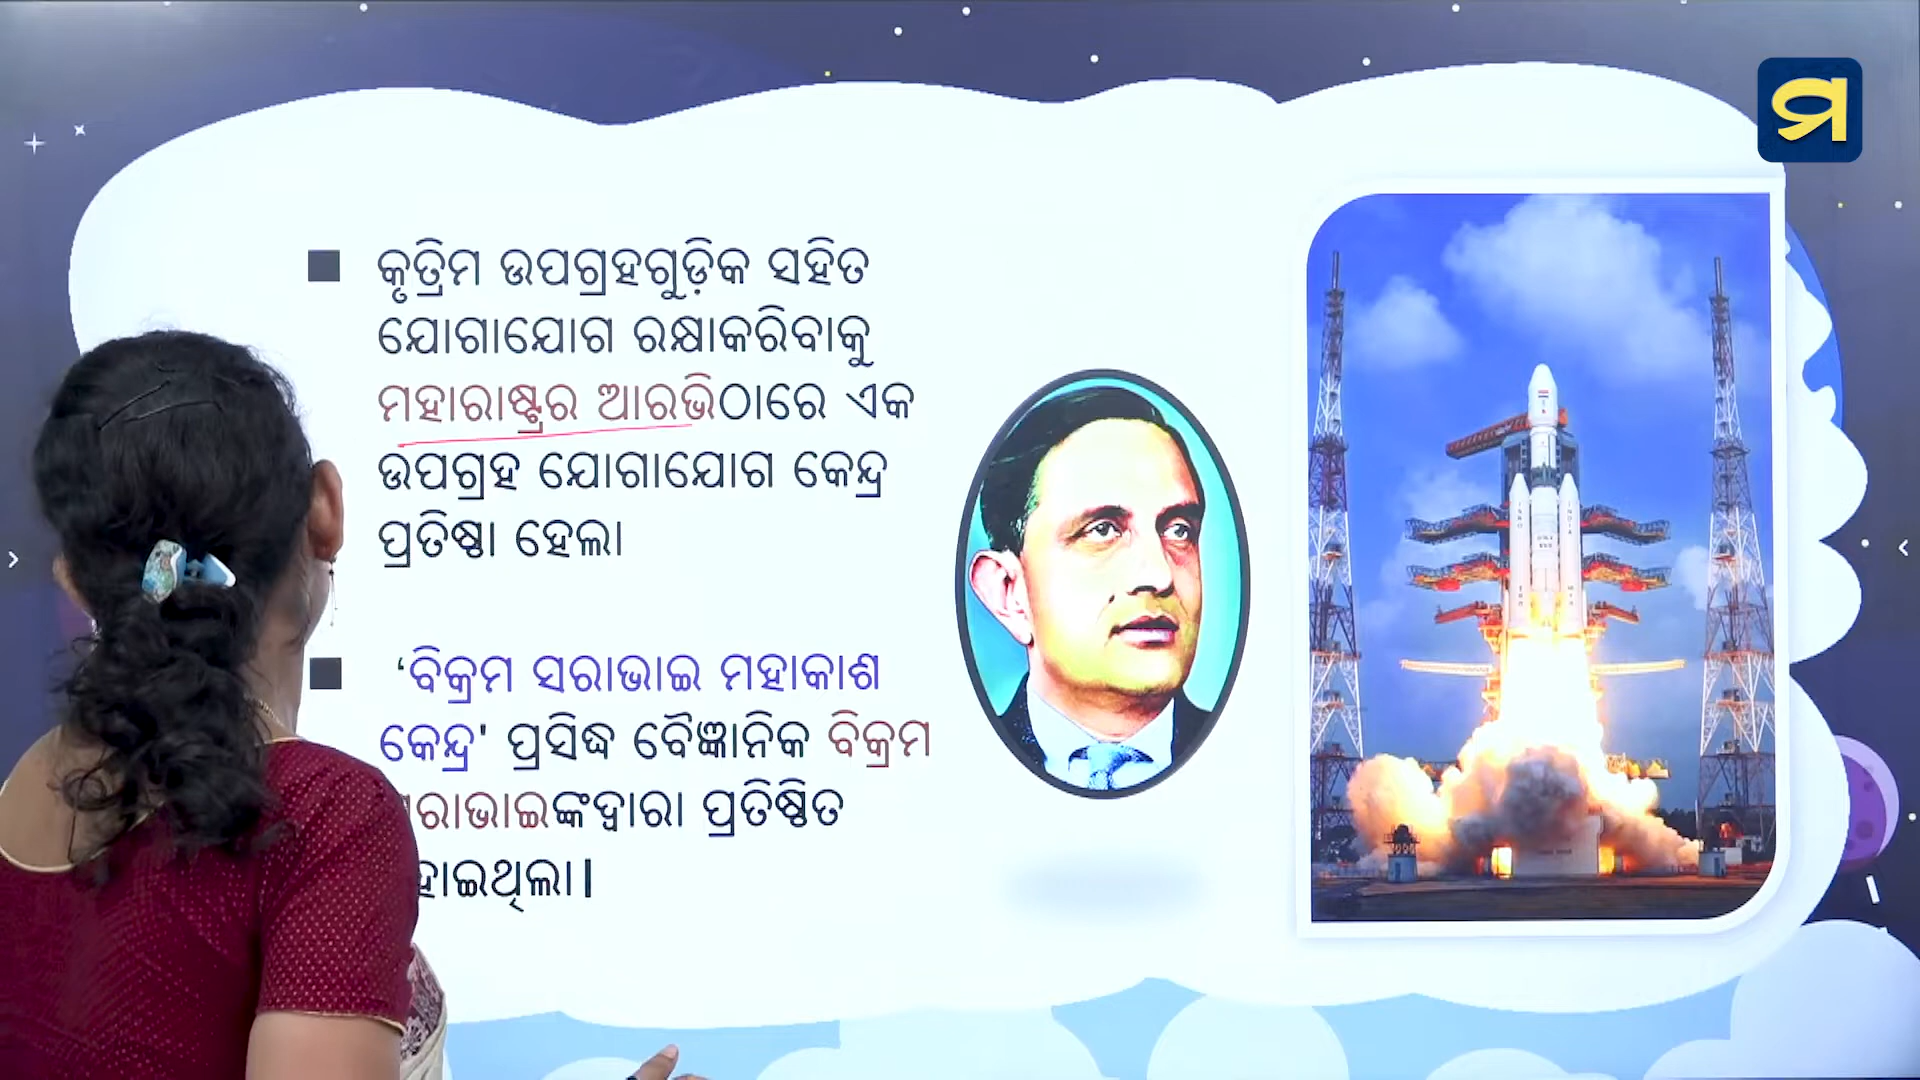 ମ
କୃତ୍ରିମ ଉପଗ୍ରହଗୁଡ଼ିକ ସହିତ
ଯୋଗାଯୋଗ ରକ୍ଷାକରିବାକୁ
ମହାରାଷ୍ଟ୍ରର ଆରଭିଠାରେ ଏକ
ଉପଗ୍ରହ ଯୋଗାଯୋଗ କେନ୍ଦ୍ର
ପ୍ରତିଷ୍ଠା ହେଲା
‘ବିକ୍ରମ ସରାଭାଇ ମହାକାଶ
କେନ୍ଦ୍ର' ପ୍ରସିଦ୍ଧ ବୈଜ୍ଞାନିକ ବିକ୍ରମ
ରାଭାଇଙ୍କଦ୍ୱାରା ପ୍ରତିଷ୍ଠିତ
ହୋଇଥିଲା।